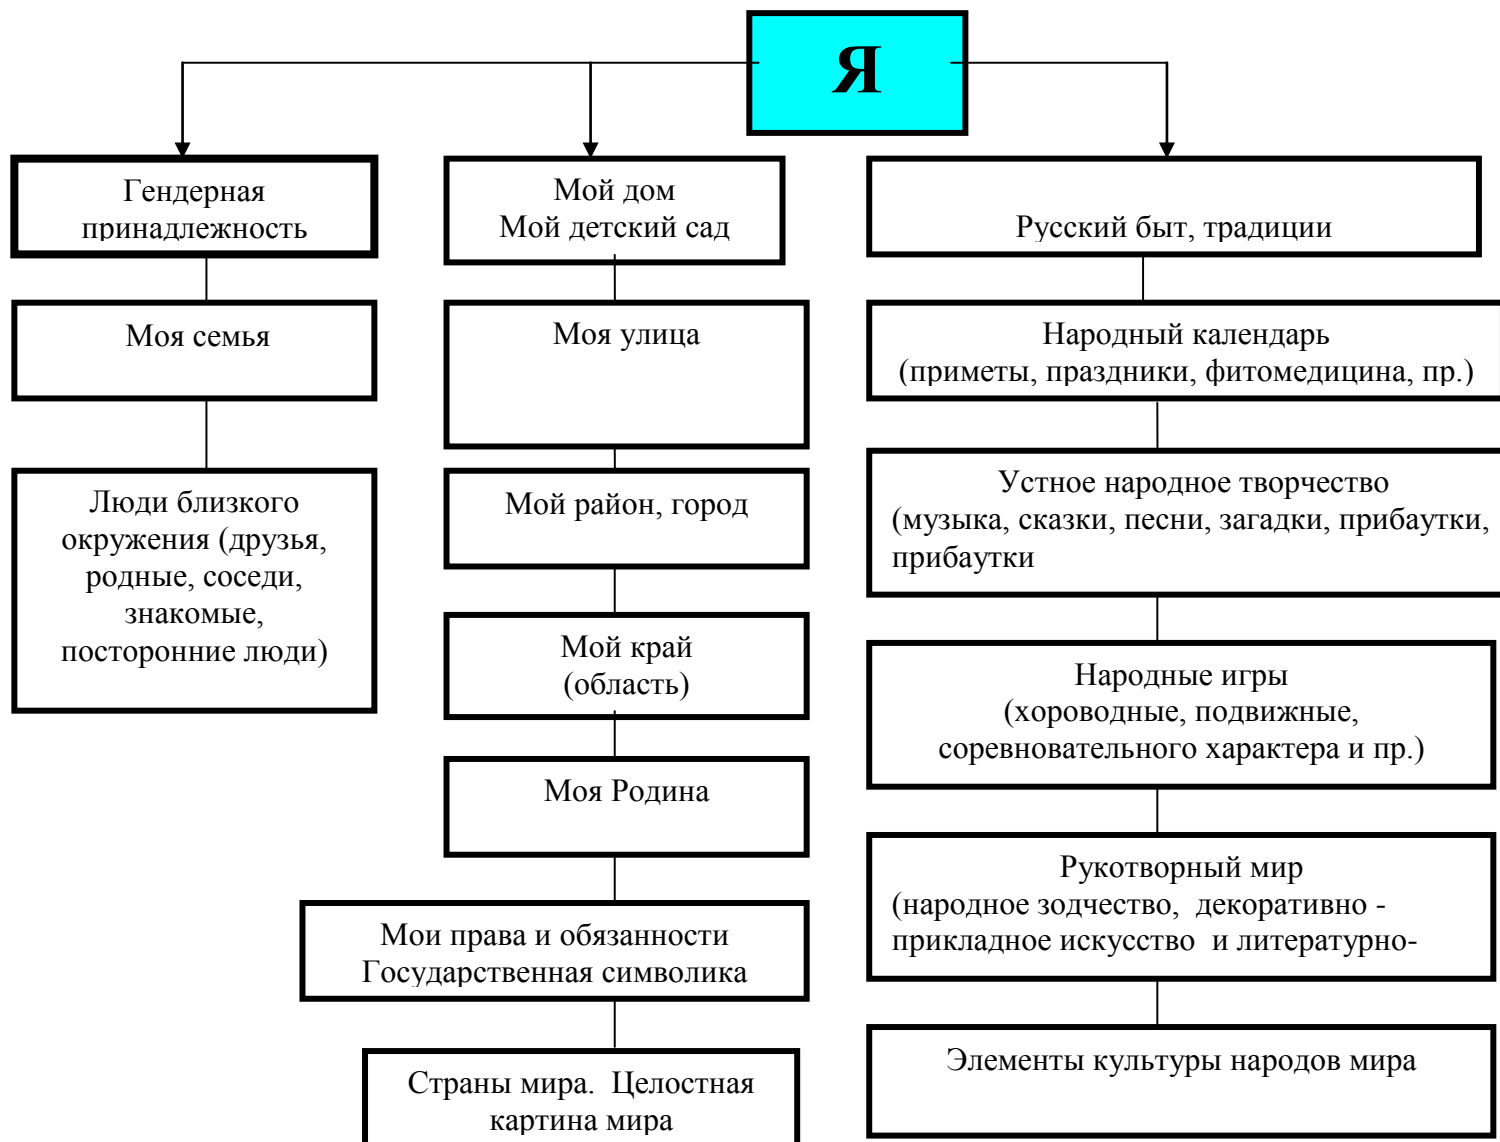 Я
Гендерная
принадлежность
Моя семья
Люди близкого
окружения (друзья,
родные, соседи,
знакомые,
посторонние люди)
Мой дом
Мой детский сад
Моя улица
Мой район, город
Мой край
(область)
Моя Родина
Мои права и обязанности
Государственная символика
Страны мира.  Целостная
картина мира
Русский быт, традиции
Народный календарь
(приметы, праздники, фитомедицина, пр.)
Устное народное творчество
(музыка, сказки, песни, загадки, прибаутки,
прибаутки
Народные игры
(хороводные, подвижные,
соревновательного характера и пр.)
Рукотворный мир
(народное зодчество,  декоративно -
прикладное искусство  и литературно-
Элементы культуры народов мира